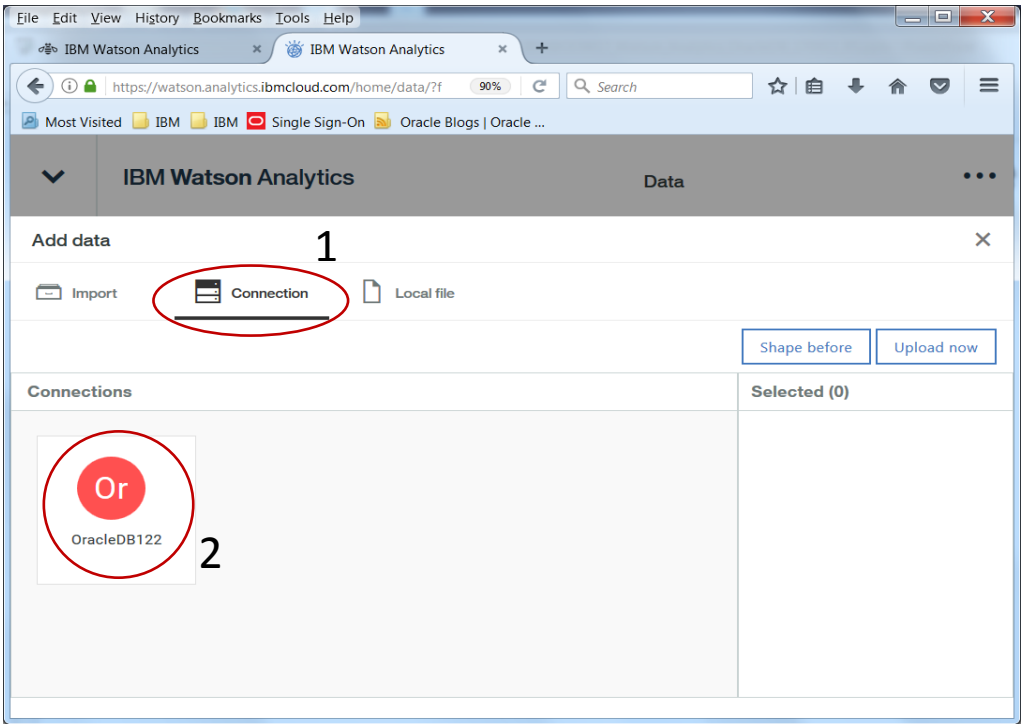 File Edit View History Bookmarks Tools Help
IBM Watson Analytics × IBM Watson Analytics × +
https://watson.analytics.ibmcloud.com/home/data/?f 90% Search
Most Visited IBM IBM Single Sign-On Oracle Blogs | Oracle ...
IBM Watson Analytics Data
Add data
1
Import Connection Local file
Shape before Upload now
Connections Selected (0)
Or
OracleDB122
2